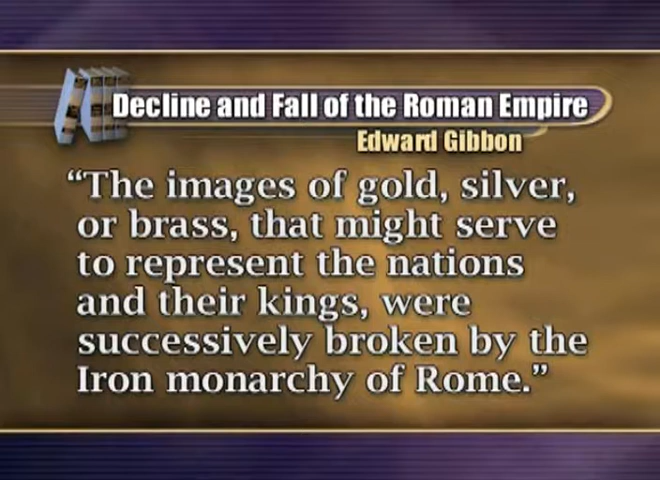 Decline and Fall of the Roman Empire
Edward Gibbon
“The images of gold, silver,
or brass, that might serve
to represent the nations
and their kings, were
successively broken by the
Iron monarchy of Rome.”